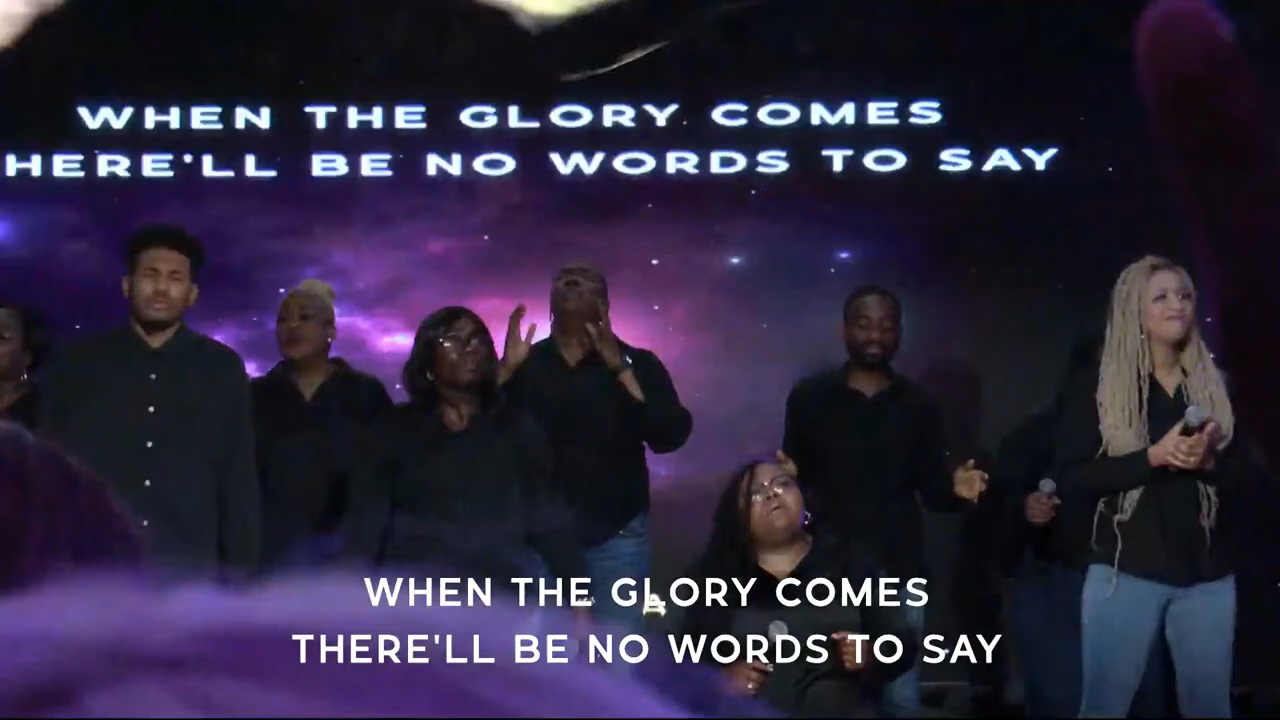 WHEN THE GLORY COMES
HERE'LL BE NO WORDS TO SAY
WHEN THE GLORY COMES
THERE'LL BE NO WORDS TO SAY